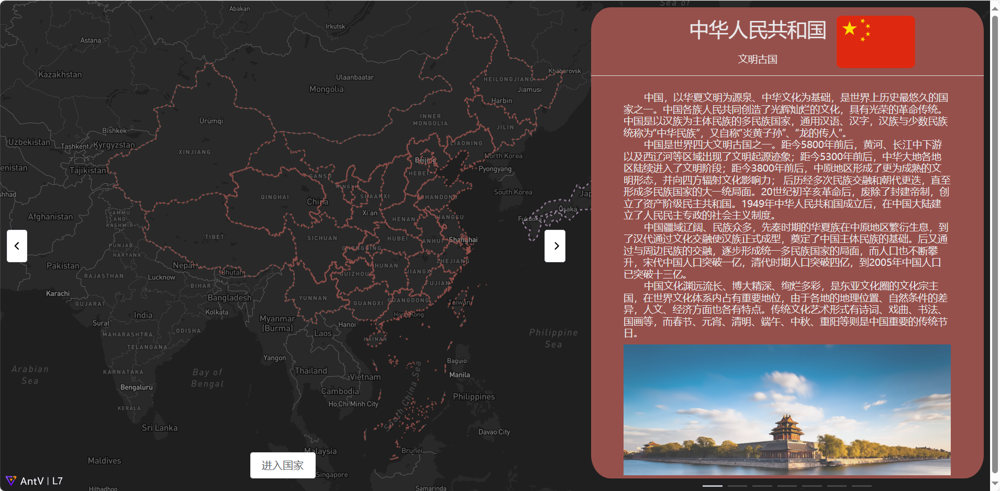 Abakan
Sea of
Irkutsk
Astana
Kazakhstan
Ulaanbaatar
Mongolia
Khabarovsk
HEILONGJIANG
Jiamusi
Harbin
INNER
MONGOLIA
JILIN
Ürümqi
Bishkek
Uzbekistan
Tashkent
Kyrgyzstan
XINJIANG
LIAONING
North Korea
Beijing
Pyongyang
enistan
Tajikistan
HEBEI
GANSU
NINGXIA
South Korea
shhad
QINGHAI
China
SHAANXI
SHANDONG
Jap
Ōsaka
Afghanistan
JAMMU
AND
KASHMIR
Xi'an
HENAN
JIANGSU
Fukuoka
TIBET
SICHUAN
HUBEI
ANHUI
Shanghai
PUNJAB
CHONGQING
HARYANA
ZHEJIANG
Pakistan
Nepal
Bhutan
HUNAN
JIANGXI
GUIZHOU
RAJASTHAN
Lucknow
BIHAR
FUJIAN
Karachi
Bangladesh
YUNNAN
GUANGXI
GUANGDONG
Taiwan
GUJARAT
Kolkata
India
Hong Kong
Myanmar
(Burma)
Surat
Hanoi
MAHARASHTRA
ODISHA
Laos
HAINAN
Philippine
Sea
TELANGANA
Yangon
Baguio
Arabian
Sea
KARNATAKA
Bay of
Bengal
Thailand
Vietnam
Manila
Bengaluru
Cambodia
South China Sea
Philippines
KERALA
Ho Chi Minh City
Sri Lanka
Davao City
Malaysia
Brunei
Maldives
进入国家
Singapore
AntV | L7
Hithadhoo
Samarinda
中华人民共和国
文明古国
中国，以华夏文明为源泉、中华文化为基础，是世界上历史最悠久的国
家之一。中国各族人民共同创造了光辉灿烂的文化，具有光荣的革命传统。
中国是以汉族为主体民族的多民族国家，通用汉语、汉字，汉族与少数民族
统称为“中华民族”，又自称“炎黄子孙”、“龙的传人”。
中国是世界四大文明古国之一。距今5800年前后，黄河、长江中下游
以及西辽河等区域出现了文明起源迹象；距今5300年前后，中华大地各地
区陆续进入了文明阶段；距今3800年前后，中原地区形成了更为成熟的文
明形态，并向四方辐射文化影响力； 后历经多次民族交融和朝代更迭，直至
形成多民族国家的大一统局面。20世纪初辛亥革命后，废除了封建帝制，创
立了资产阶级民主共和国。1949年中华人民共和国成立后，在中国大陆建
立了人民民主专政的社会主义制度。
中国疆域辽阔、民族众多，先秦时期的华夏族在中原地区繁衍生息，到
了汉代通过文化交融使汉族正式成型，奠定了中国主体民族的基础。后又通
过与周边民族的交融，逐步形成统一多民族国家的局面，而人口也不断攀
升，宋代中国人口突破一亿，清代时期人口突破四亿，到2005年中国人口
已突破十三亿。
中国文化渊远流长、博大精深、绚烂多彩，是东亚文化圈的文化宗主
国，在世界文化体系内占有重要地位，由于各地的地理位置、自然条件的差
异，人文、经济方面也各有特点。传统文化艺术形式有诗词、戏曲、书法、
国画等，而春节、元宵、清明、端午、中秋、重阳等则是中国重要的传统节
日。